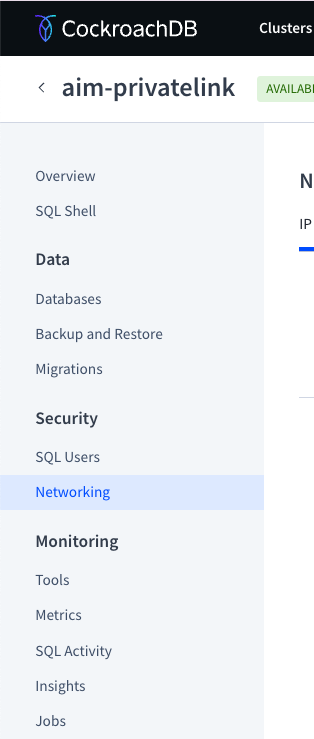 CockroachDB
Clusters
aim-privatelink
Overview
SQL Shell
Data
Databases
Backup and Restore
Migrations
Security
SQL Users
Networking
Monitoring
Tools
Metrics
SQL Activity
Insights
Jobs
AVAILAB
N
IP